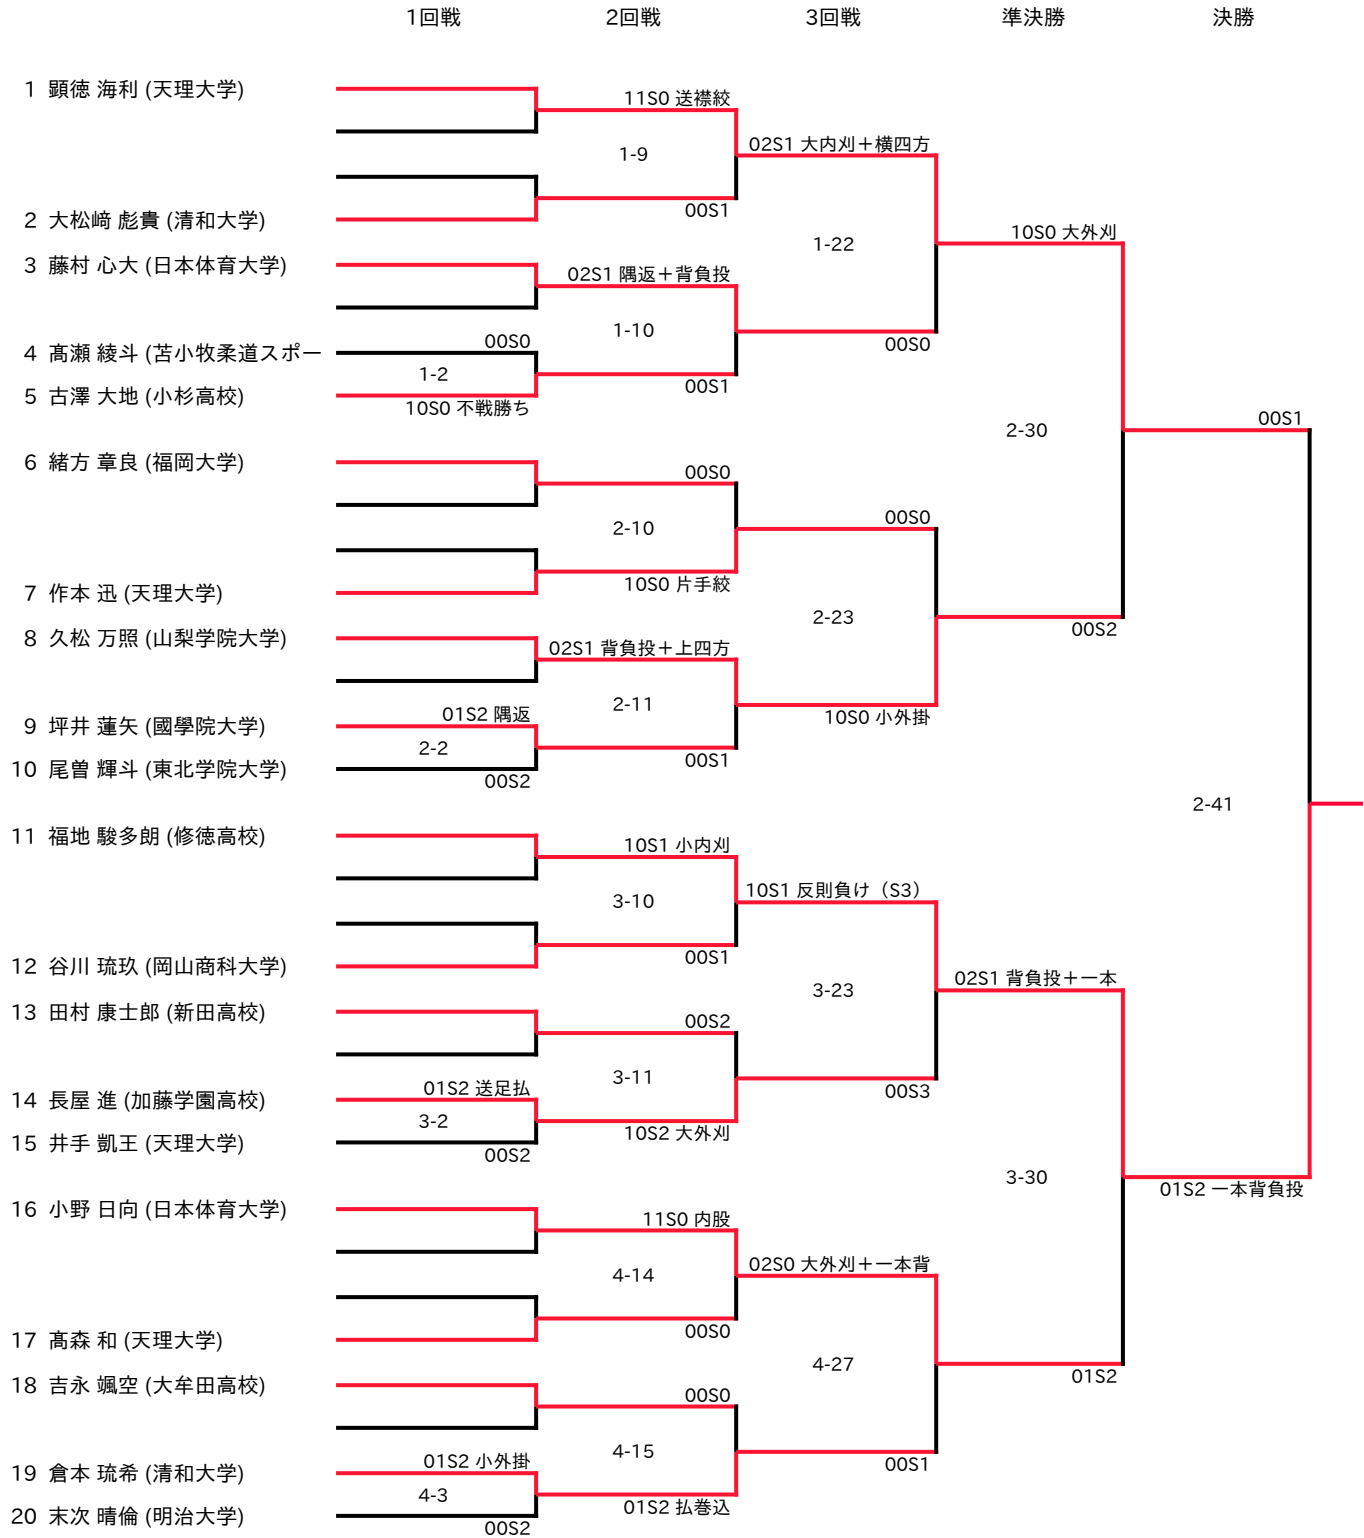 1回戦 2回戦 3回戦 準決勝 決勝
1 顕徳 海利 (天理大学)
11S0 送襟絞
02S1 大内刈＋横四方
1-9
2 大松﨑 彪貴 (清和大学)
00S1
10S0 大外刈
1-22
3 藤村 心大 (日本体育大学)
02S1 隅返＋背負投
1-10
00S0
00S0
4 髙瀬 綾斗 (苫小牧柔道スポー
1-2
00S1
5 古澤 大地 (小杉高校)
10S0 不戦勝ち
00S1
2-30
6 緒方 章良 (福岡大学)
00S0
00S0
2-10
10S0 片手絞
7 作本 迅 (天理大学)
2-23
00S2
8 久松 万照 (山梨学院大学)
02S1 背負投＋上四方
2-11
01S2 隅返
10S0 小外掛
9 坪井 蓮矢 (國學院大学)
2-2
00S1
10 尾曽 輝斗 (東北学院大学)
00S2
2-41
11 福地 駿多朗 (修徳高校)
10S1 小内刈
10S1 反則負け（S3）
3-10
00S1
12 谷川 琉玖 (岡山商科大学)
02S1 背負投＋一本
3-23
13 田村 康士郎 (新田高校)
00S2
3-11
01S2 送足払
00S3
14 長屋 進 (加藤学園高校)
3-2
10S2 大外刈
15 井手 凱王 (天理大学)
00S2
3-30
01S2 一本背負投
16 小野 日向 (日本体育大学)
11S0 内股
02S0 大外刈＋一本背
4-14
00S0
17 髙森 和 (天理大学)
4-27
01S2
18 吉永 颯空 (大牟田高校)
00S0
4-15
01S2 小外掛
00S1
19 倉本 琉希 (清和大学)
4-3
01S2 払巻込
20 末次 晴倫 (明治大学)
00S2